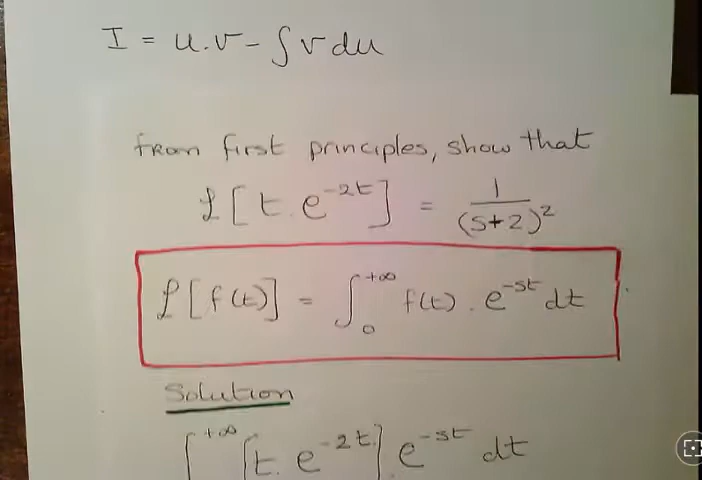 I = u.v - ∫ v du
from first principles, show that
ℒ[t.e^{-2t}] = 1/(s+2)^2
ℒ[f(t)] = ∫_0^{+∞} f(t).e^{-st} dt
Solution
∫^{+∞} [t.e^{-2t}] e^{-st} dt